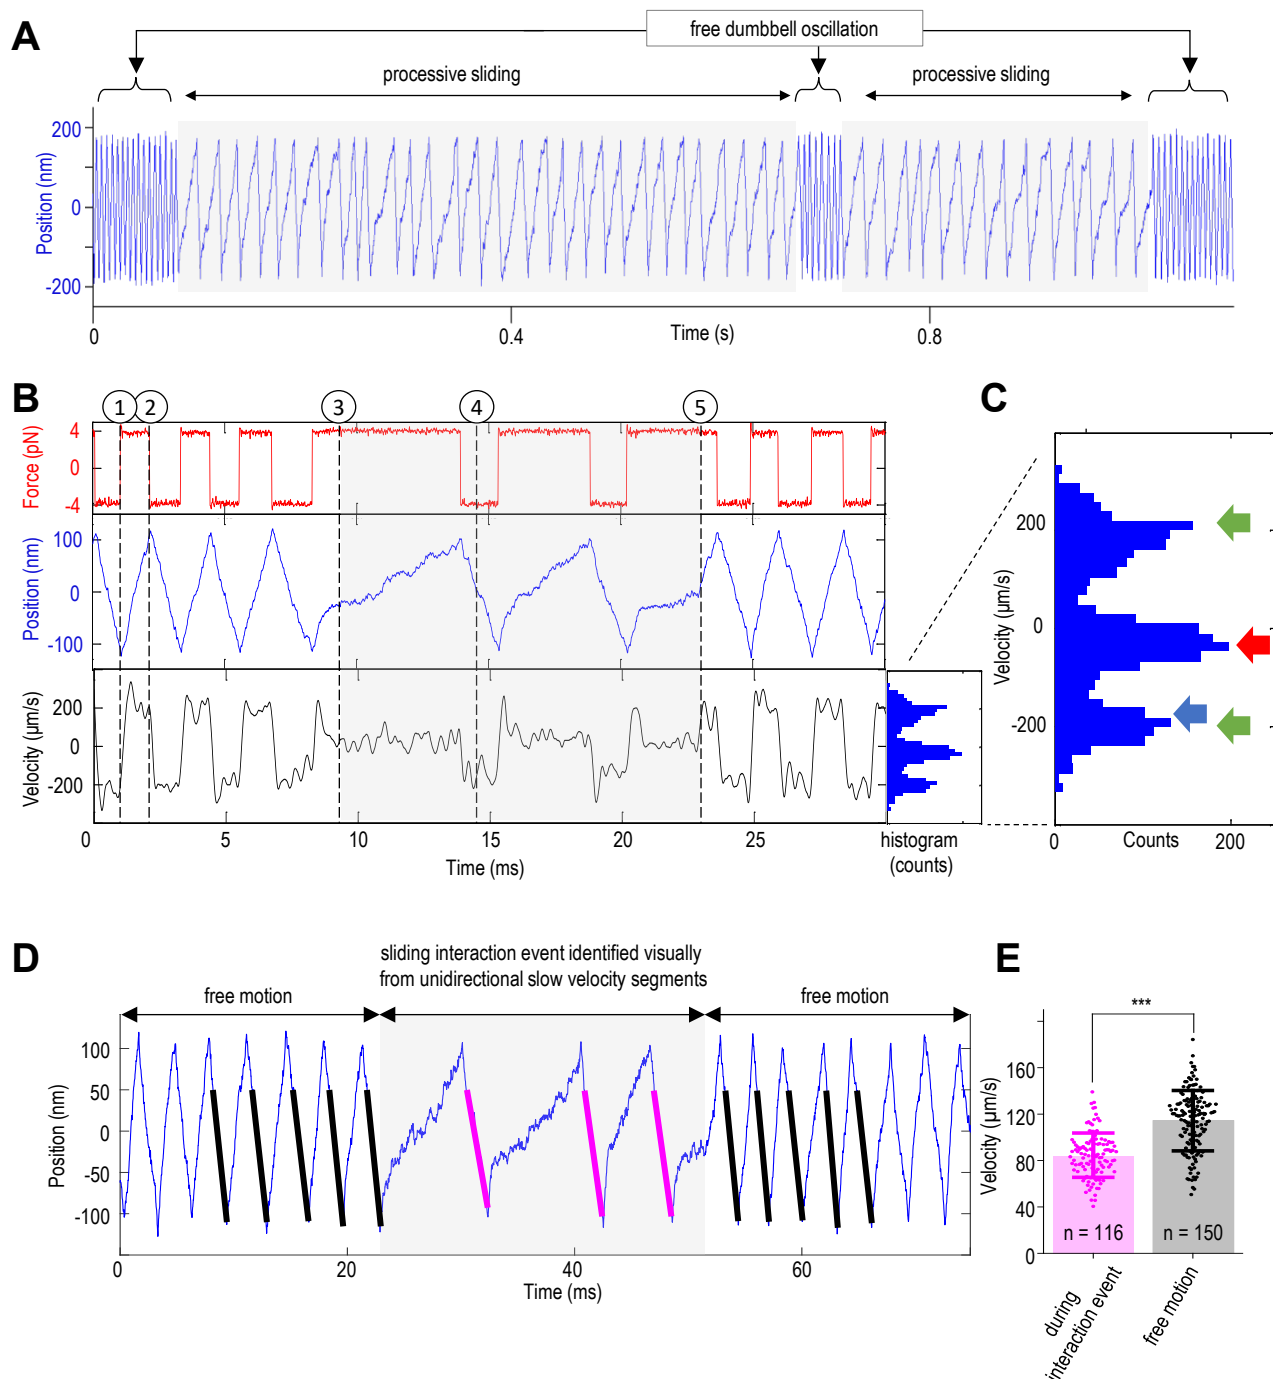 A
free dumbbell oscillation
processive sliding
processive sliding
Position (nm)
200
0
-200
0
0.4
0.8
Time (s)
B
1
2
3
4
5
Force (pN)
4
0
-4
Position (nm)
100
0
-100
Velocity (µm/s)
200
0
-200
0
5
10
15
20
25
Time (ms)
histogram
(counts)
C
Velocity (µm/s)
200
0
-200
0
Counts
200
D
sliding interaction event identified visually
from unidirectional slow velocity segments
free motion
free motion
Position (nm)
100
50
0
-50
-100
0
20
40
60
Time (ms)
E
***
Velocity (µm/s)
160
120
80
40
0
n = 116
n = 150
during
interaction event
free motion